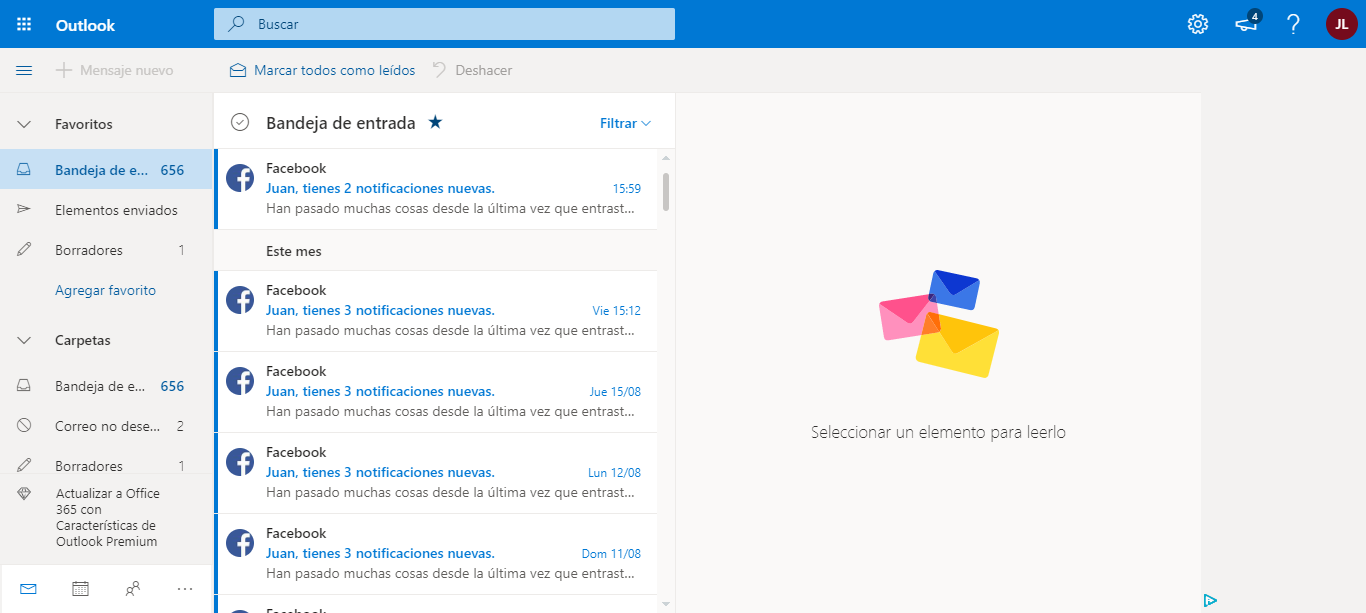 Outlook
Buscar
4
?
JL
Mensaje nuevo
Marcar todos como leídos
Deshacer
Favoritos
Bandeja de e... 656
Elementos enviados
Borradores 1
Agregar favorito
Carpetas
Bandeja de e... 656
Correo no dese... 2
Borradores 1
Actualizar a Office
365 con
Características de
Outlook Premium
...
Bandeja de entrada
Filtrar
Facebook
Juan, tienes 2 notificaciones nuevas. 15:59
Han pasado muchas cosas desde la última vez que entrast...
Este mes
Facebook
Juan, tienes 3 notificaciones nuevas. Vie 15:12
Han pasado muchas cosas desde la última vez que entrast...
Facebook
Juan, tienes 3 notificaciones nuevas. Jue 15/08
Han pasado muchas cosas desde la última vez que entrast...
Facebook
Juan, tienes 3 notificaciones nuevas. Lun 12/08
Han pasado muchas cosas desde la última vez que entrast...
Facebook
Juan, tienes 3 notificaciones nuevas. Dom 11/08
Han pasado muchas cosas desde la última vez que entrast...
Facebook
Seleccionar un elemento para leerlo